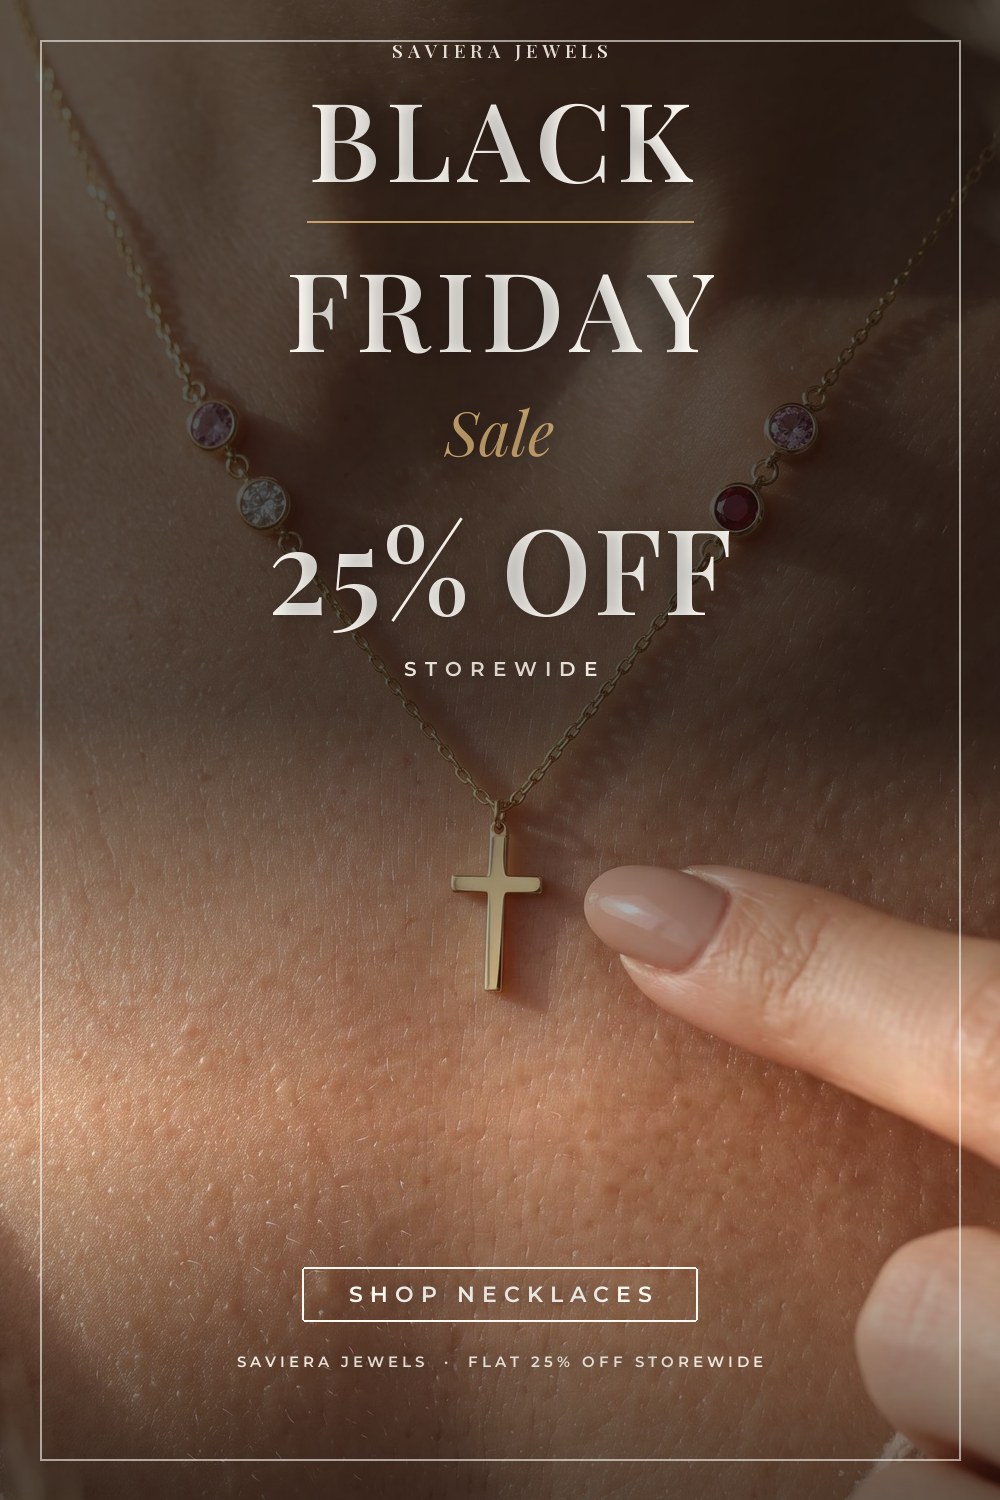 SAVIERA JEWELS
BLACK
FRIDAY
Sale
25% OFF
STOREWIDE
SHOP NECKLACES
SAVIERA JEWELS · FLAT 25% OFF STOREWIDE